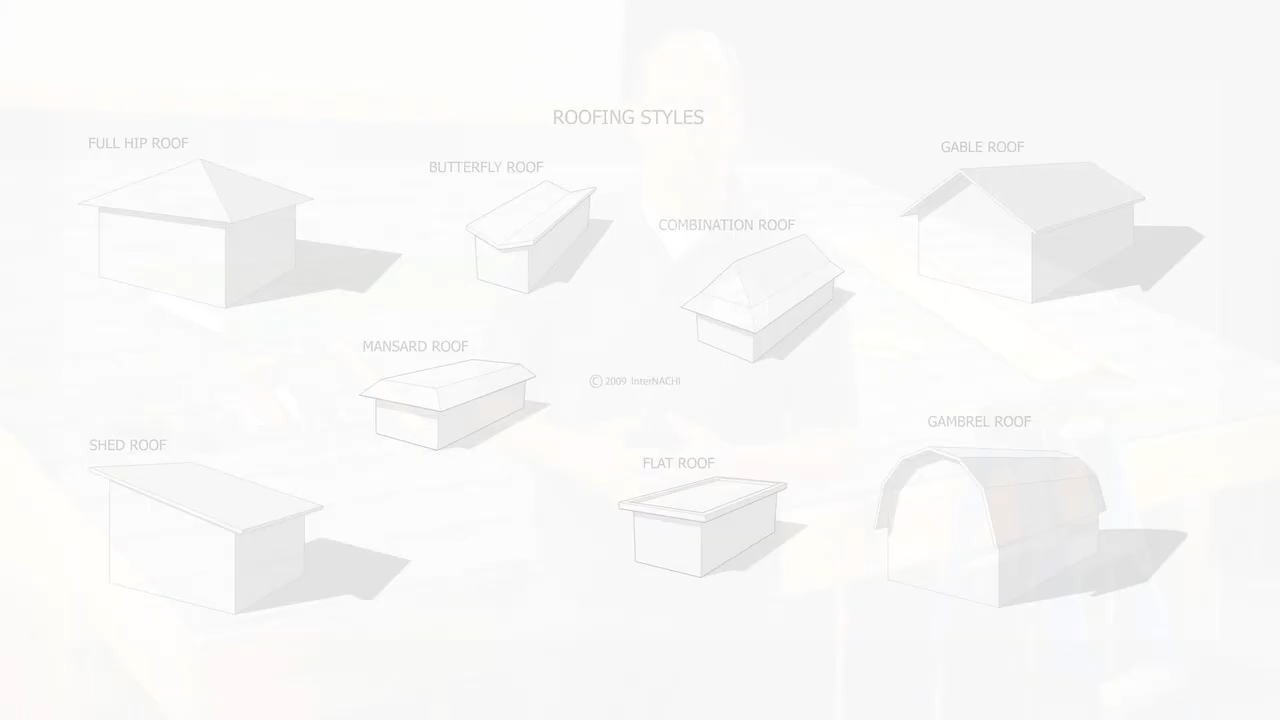 ROOFING STYLES
FULL HIP ROOF
BUTTERFLY ROOF
GABLE ROOF
COMBINATION ROOF
MANSARD ROOF
© 2009 InterNACHI
SHED ROOF
FLAT ROOF
GAMBREL ROOF